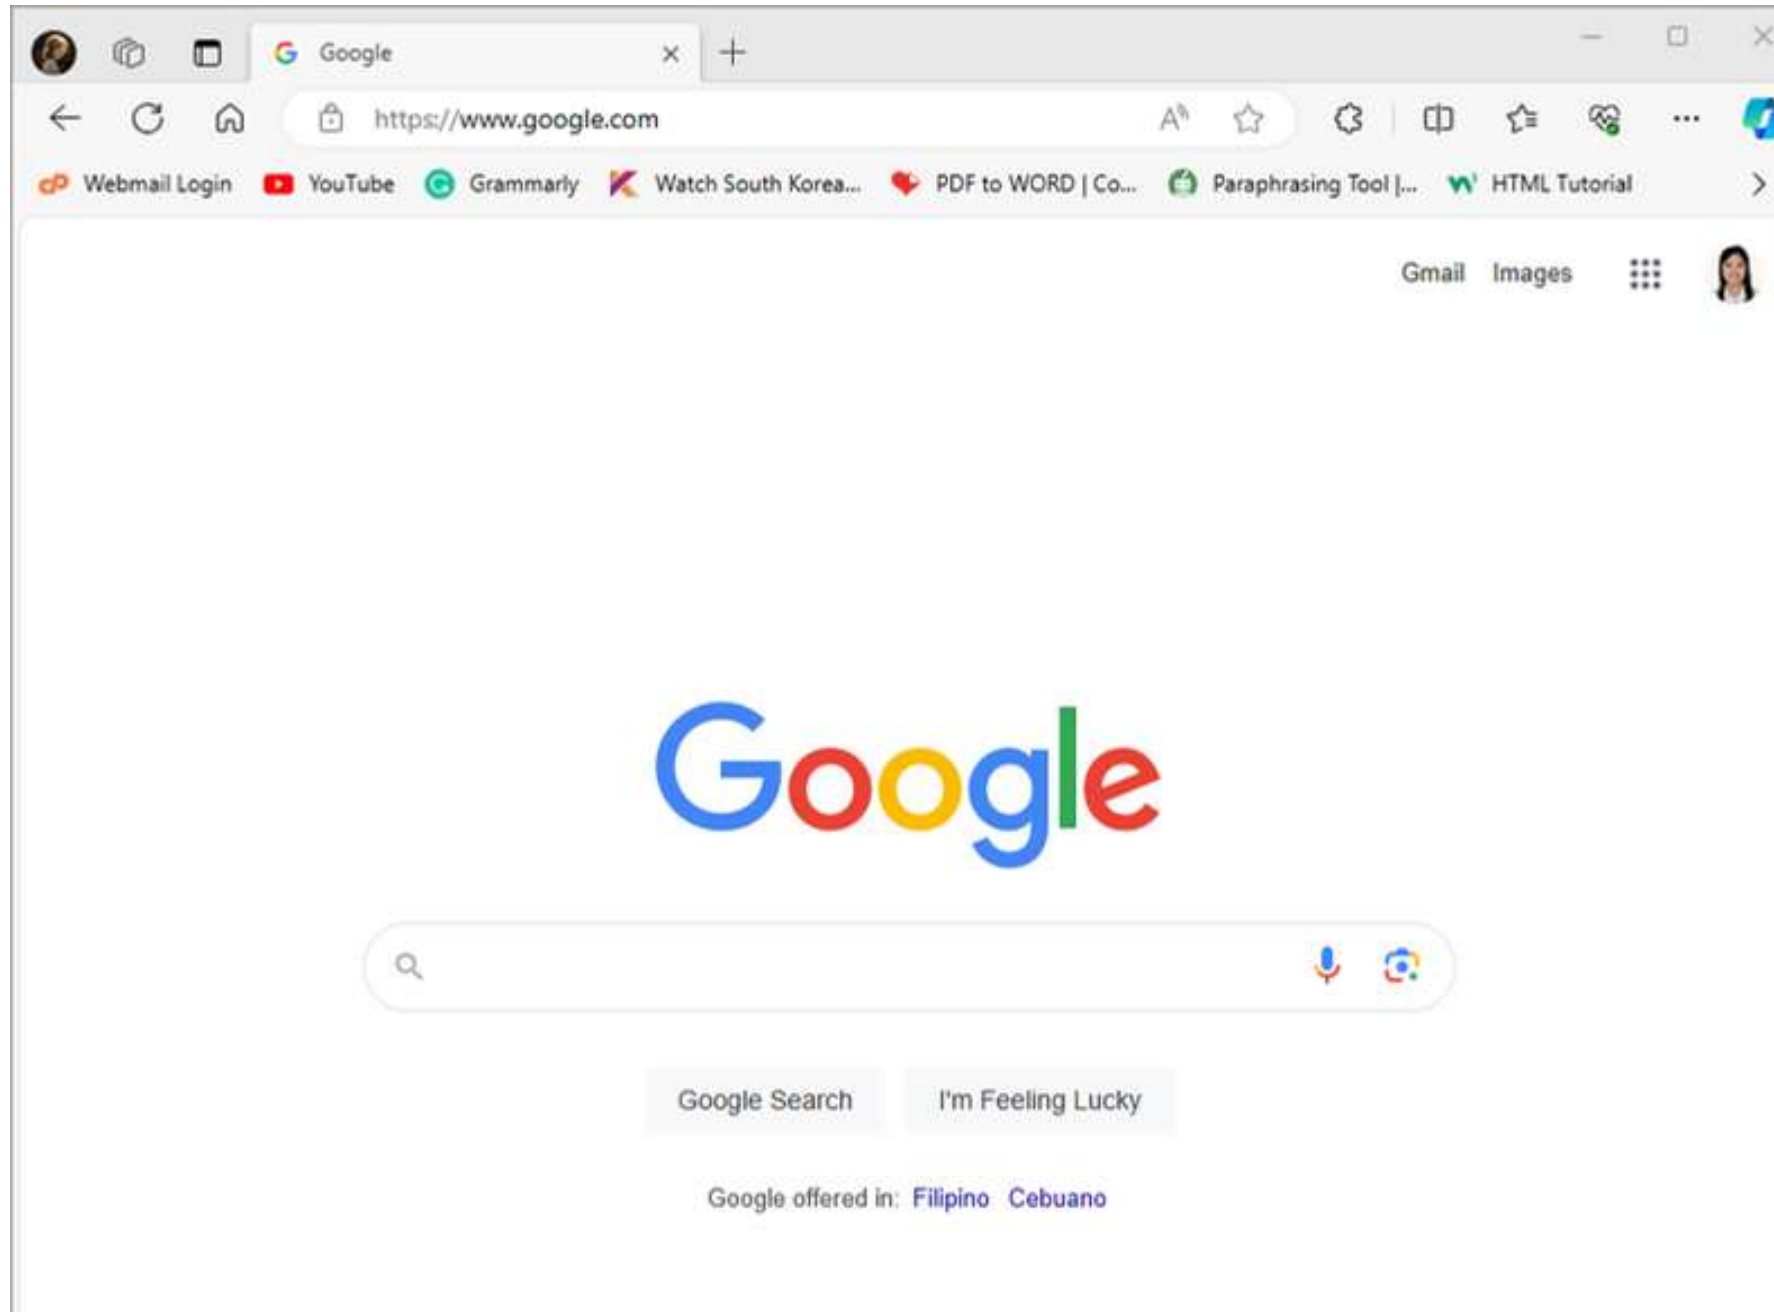 Google
https://www.google.com
Webmail Login YouTube Grammarly Watch South Korea... PDF to WORD | Co... Paraphrasing Tool |... HTML Tutorial
Gmail Images
Google
Google Search I'm Feeling Lucky
Google offered in: Filipino Cebuano